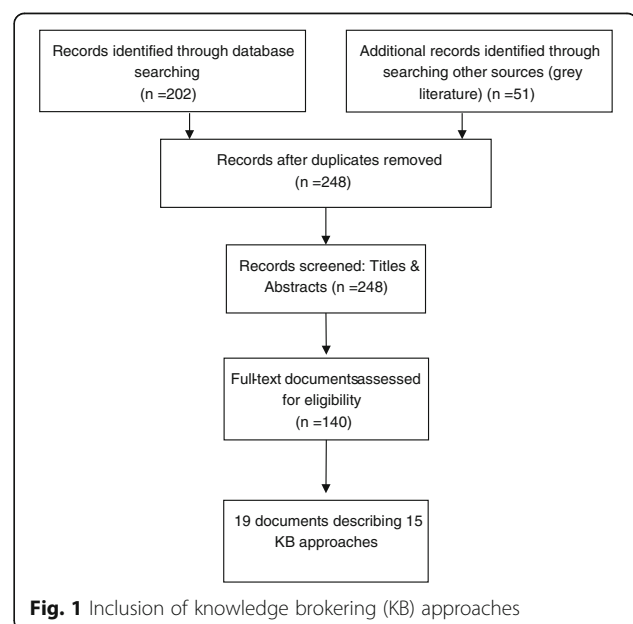 Records identified through database
searching
(n =202)
Additional records identified through
searching other sources (grey
literature) (n =51)
Records after duplicates removed
(n =248)
Records screened: Titles &
Abstracts (n =248)
Full-text documentsassessed
for eligibility
(n =140)
19 documents describing 15
KB approaches
Fig. 1 Inclusion of knowledge brokering (KB) approaches